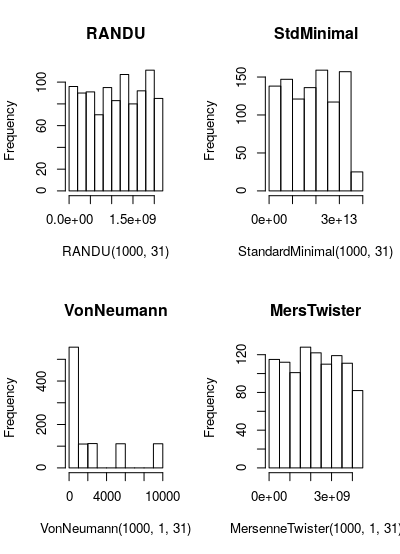 RANDU
Frequency
0 20 60 100
0.0e+00 1.5e+09
RANDU(1000, 31)
StdMinimal
Frequency
0 50 100 150
0e+00 3e+13
StandardMinimal(1000, 31)
VonNeumann
Frequency
0 200 400
0 4000 10000
VonNeumann(1000, 1, 31)
MersTwister
Frequency
0 40 80 120
0e+00 3e+09
MersenneTwister(1000, 1, 31)